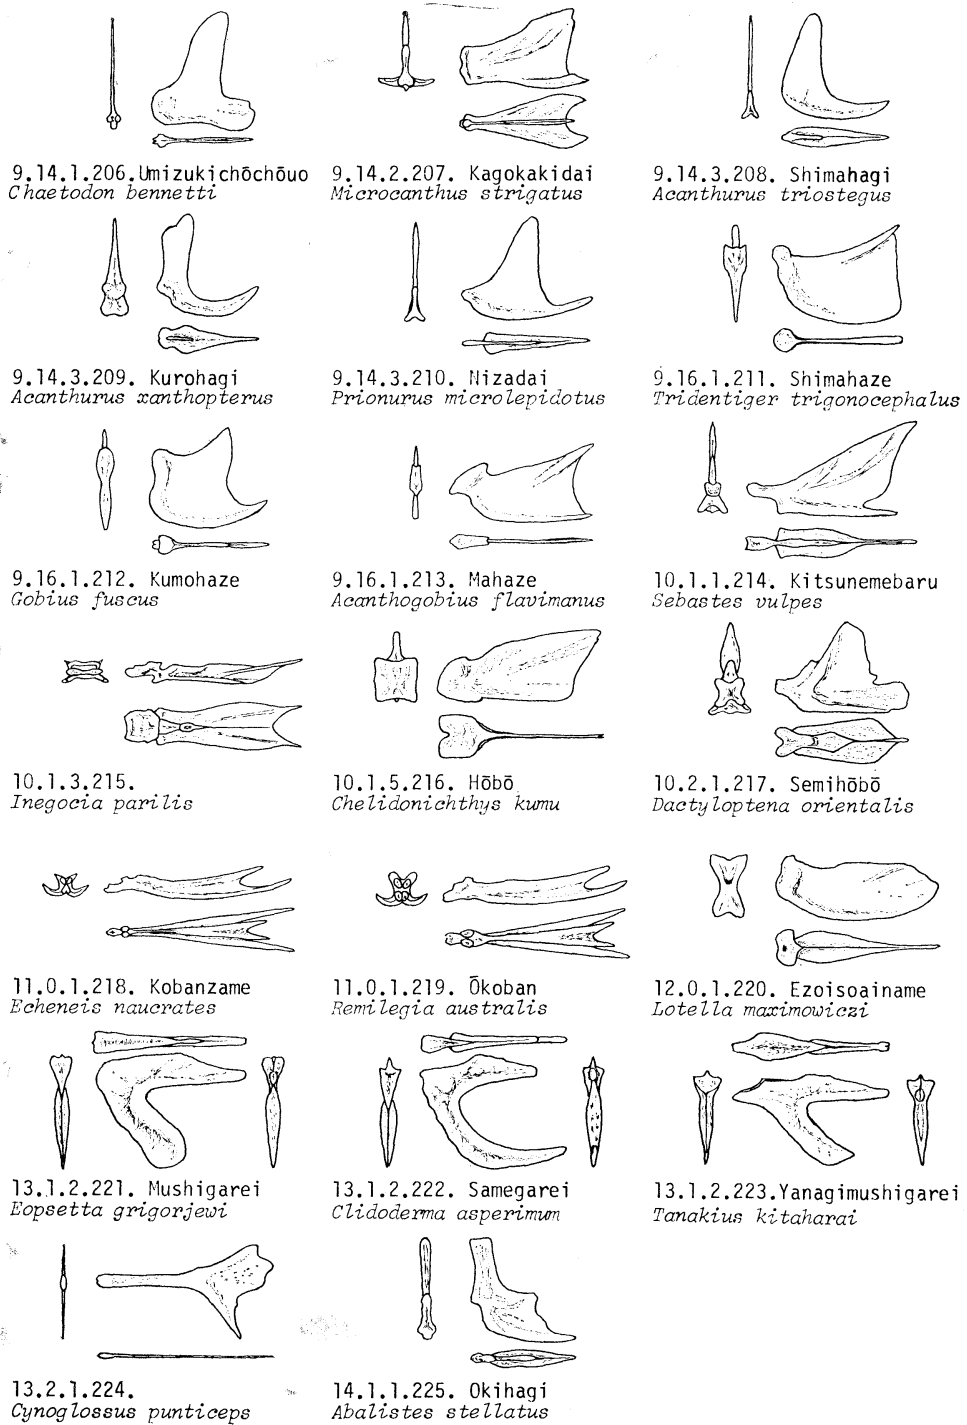 9.14.1.206.Umizukichōchōuo
Chaetodon bennetti
9.14.2.207. Kagokakidai
Microcanthus strigatus
9.14.3.208. Shimahagi
Acanthurus triostegus
9.14.3.209. Kurohagi
Acanthurus xanthopterus
9.14.3.210. Nizadai
Prionurus microlepidotus
9.16.1.211. Shimahaze
Tridentiger trigonocephalus
9.16.1.212. Kumohaze
Gobius fuscus
9.16.1.213. Mahaze
Acanthogobius flavimanus
10.1.1.214. Kitsunemebaru
Sebastes vulpes
10.1.3.215.
Inegocia parilis
10.1.5.216. Hōbō
Chelidonichthys kumu
10.2.1.217. Semihōbō
Dactyloptena orientalis
11.0.1.218. Kobanzame
Echeneis naucrates
11.0.1.219. Ōkoban
Remilegia australis
12.0.1.220. Ezoisoainame
Lotella maximowiczi
13.1.2.221. Mushigarei
Eopsetta grigorjewi
13.1.2.222. Samegarei
Clidoderma asperimum
13.1.2.223.Yanagimushigarei
Tanakius kitaharai
13.2.1.224.
Cynoglossus punticeps
14.1.1.225. Okihagi
Abalistes stellatus